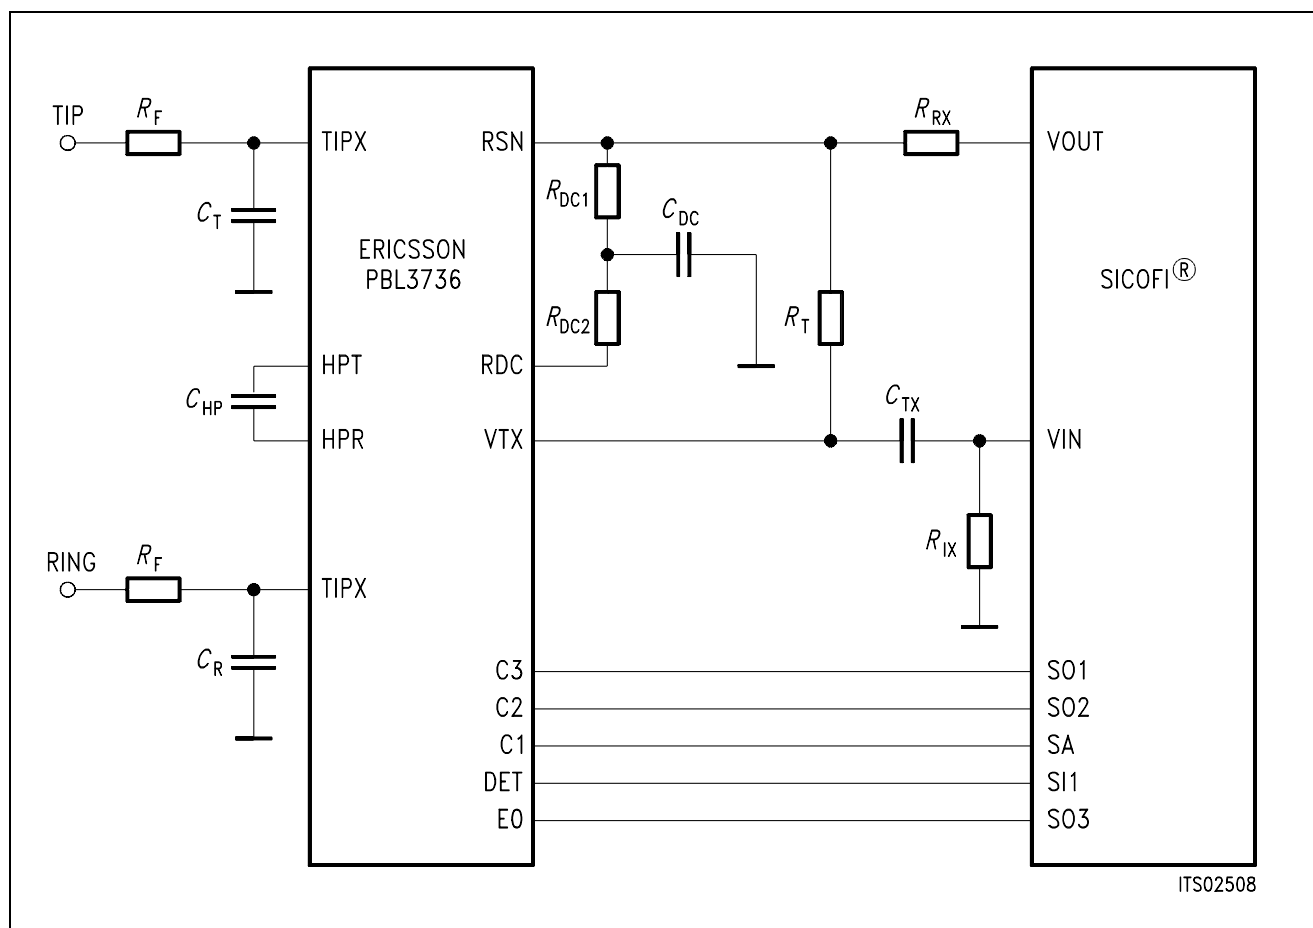 TIP
RF
TIPX
RSN
RRX
VOUT
RDC1
CDC
CT
ERICSSON
PBL3736
SICOFI®
RDC2
RT
HPT
RDC
CHP
CTX
HPR
VTX
VIN
RIX
RING
RF
TIPX
CR
C3
SO1
C2
SO2
C1
SA
DET
SI1
E0
SO3
ITS02508